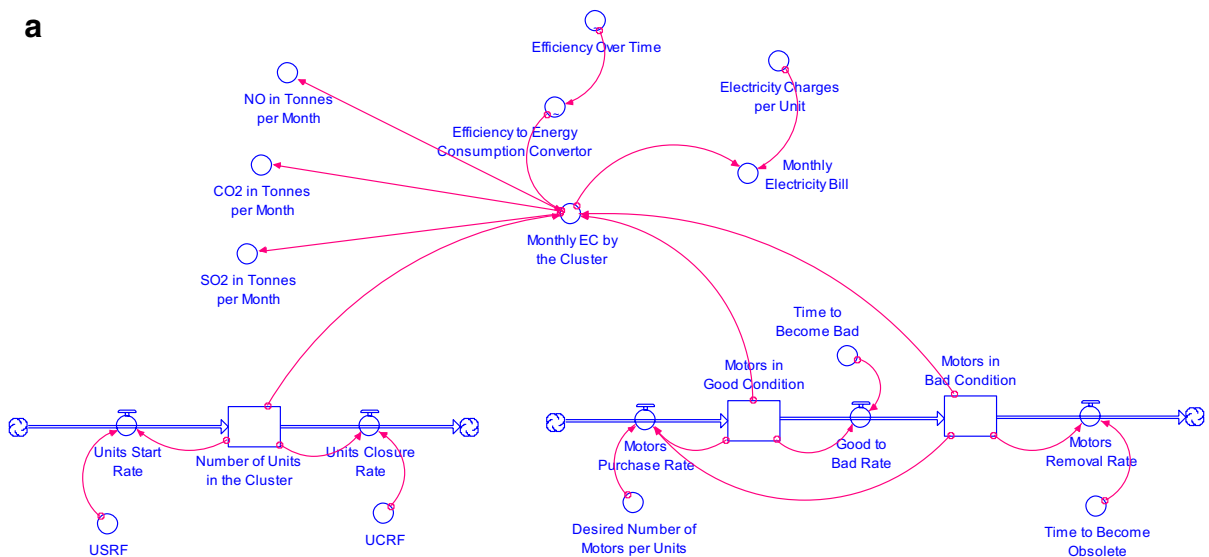 a
Efficiency Over Time
NO in Tonnes
per Month
Electricity Charges
per Unit
Efficiency to Energy
Consumption Convertor
Monthly
Electricity Bill
CO2 in Tonnes
per Month
Monthly EC by
the Cluster
SO2 in Tonnes
per Month
Time to
Become Bad
Motors in
Good Condition
Motors in
Bad Condition
Units Start
Rate
Number of Units
in the Cluster
Units Closure
Rate
Motors
Purchase Rate
Good to
Bad Rate
Motors
Removal Rate
USRF
UCRF
Desired Number of
Motors per Units
Time to Become
Obsolete